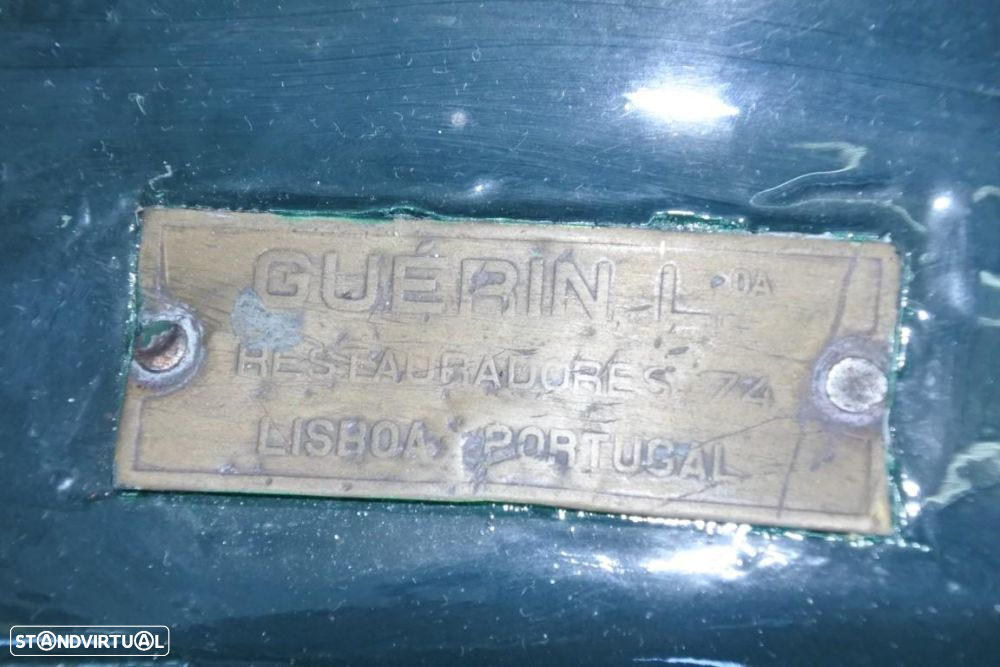 GUÉRIN, L.DA
RESTAURADORES 74
LISBOA PORTUGAL
STANDVIRTUAL